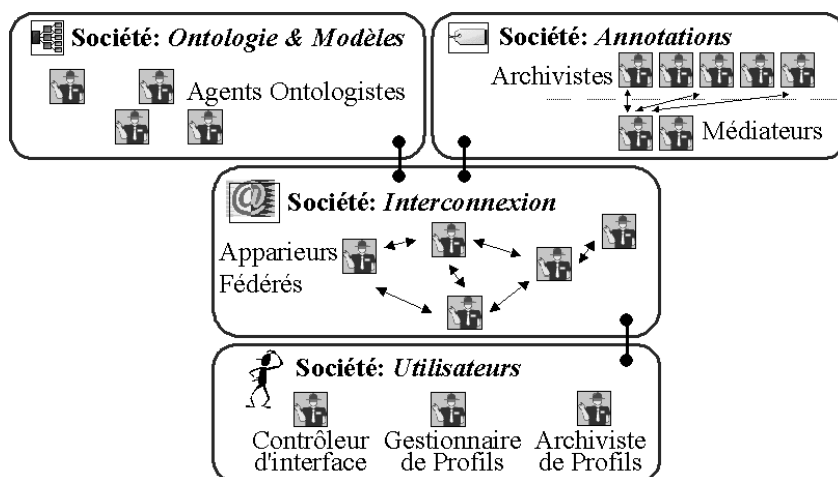 Société: Ontologie & Modèles
Agents Ontologistes
Société: Annotations
Archivistes
Médiateurs
@
Société: Interconnexion
Apparieurs
Fédérés
Société: Utilisateurs
Contrôleur
d'interface
Gestionnaire
de Profils
Archiviste
de Profils